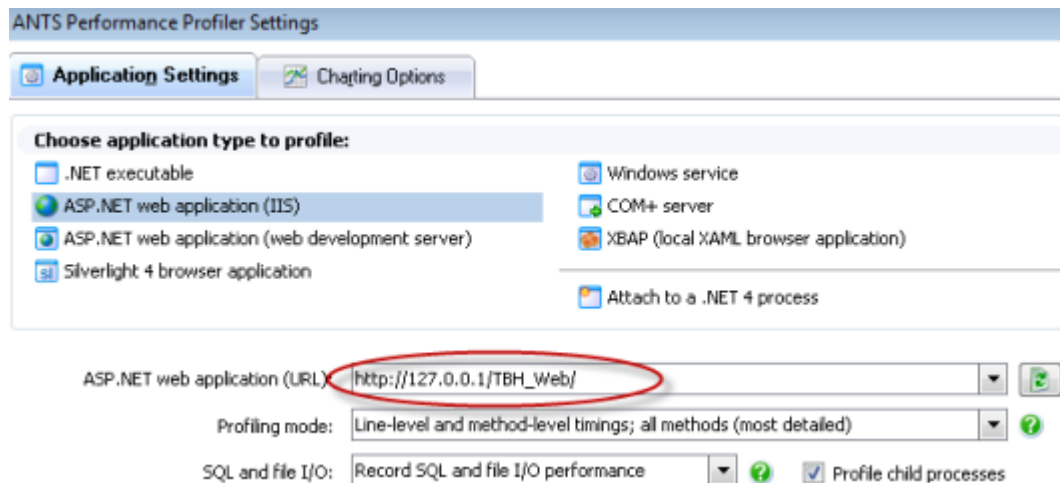 ANTS Performance Profiler Settings
Application Settings
Charting Options
Choose application type to profile:
.NET executable
ASP.NET web application (IIS)
ASP.NET web application (web development server)
Silverlight 4 browser application
Windows service
COM+ server
XBAP (local XAML browser application)
Attach to a .NET 4 process
ASP.NET web application (URL): http://127.0.0.1/TBH_Web/
Profiling mode: Line-level and method-level timings; all methods (most detailed)
SQL and file I/O: Record SQL and file I/O performance Profile child processes